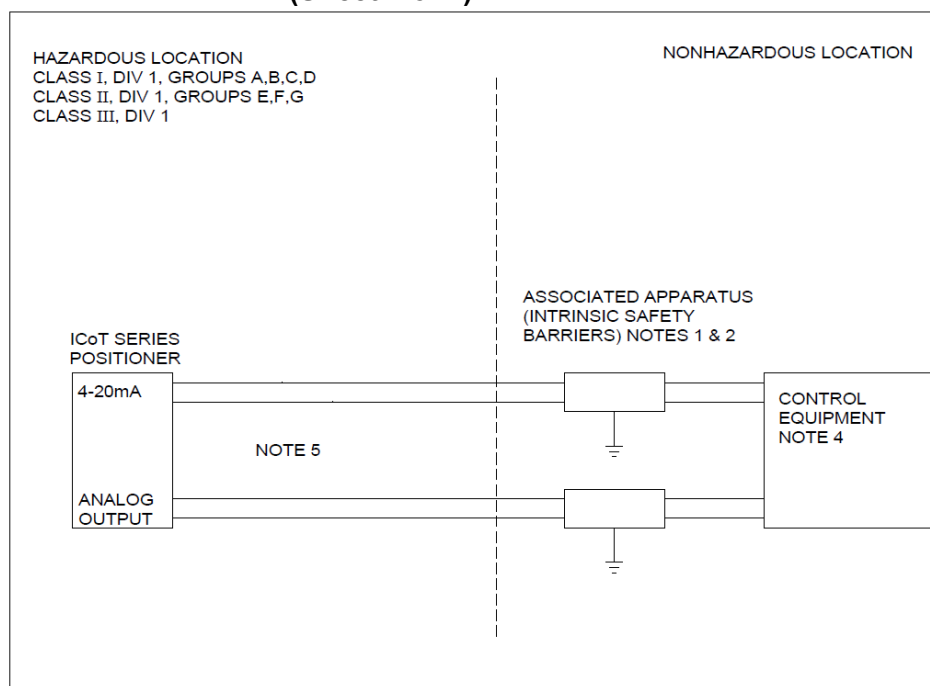 HAZARDOUS LOCATION
CLASS I, DIV 1, GROUPS A,B,C,D
CLASS II, DIV 1, GROUPS E,F,G
CLASS III, DIV 1
NONHAZARDOUS LOCATION
ASSOCIATED APPARATUS
(INTRINSIC SAFETY
BARRIERS) NOTES 1 & 2
ICoT SERIES
POSITIONER
4-20mA
NOTE 5
ANALOG
OUTPUT
CONTROL
EQUIPMENT
NOTE 4